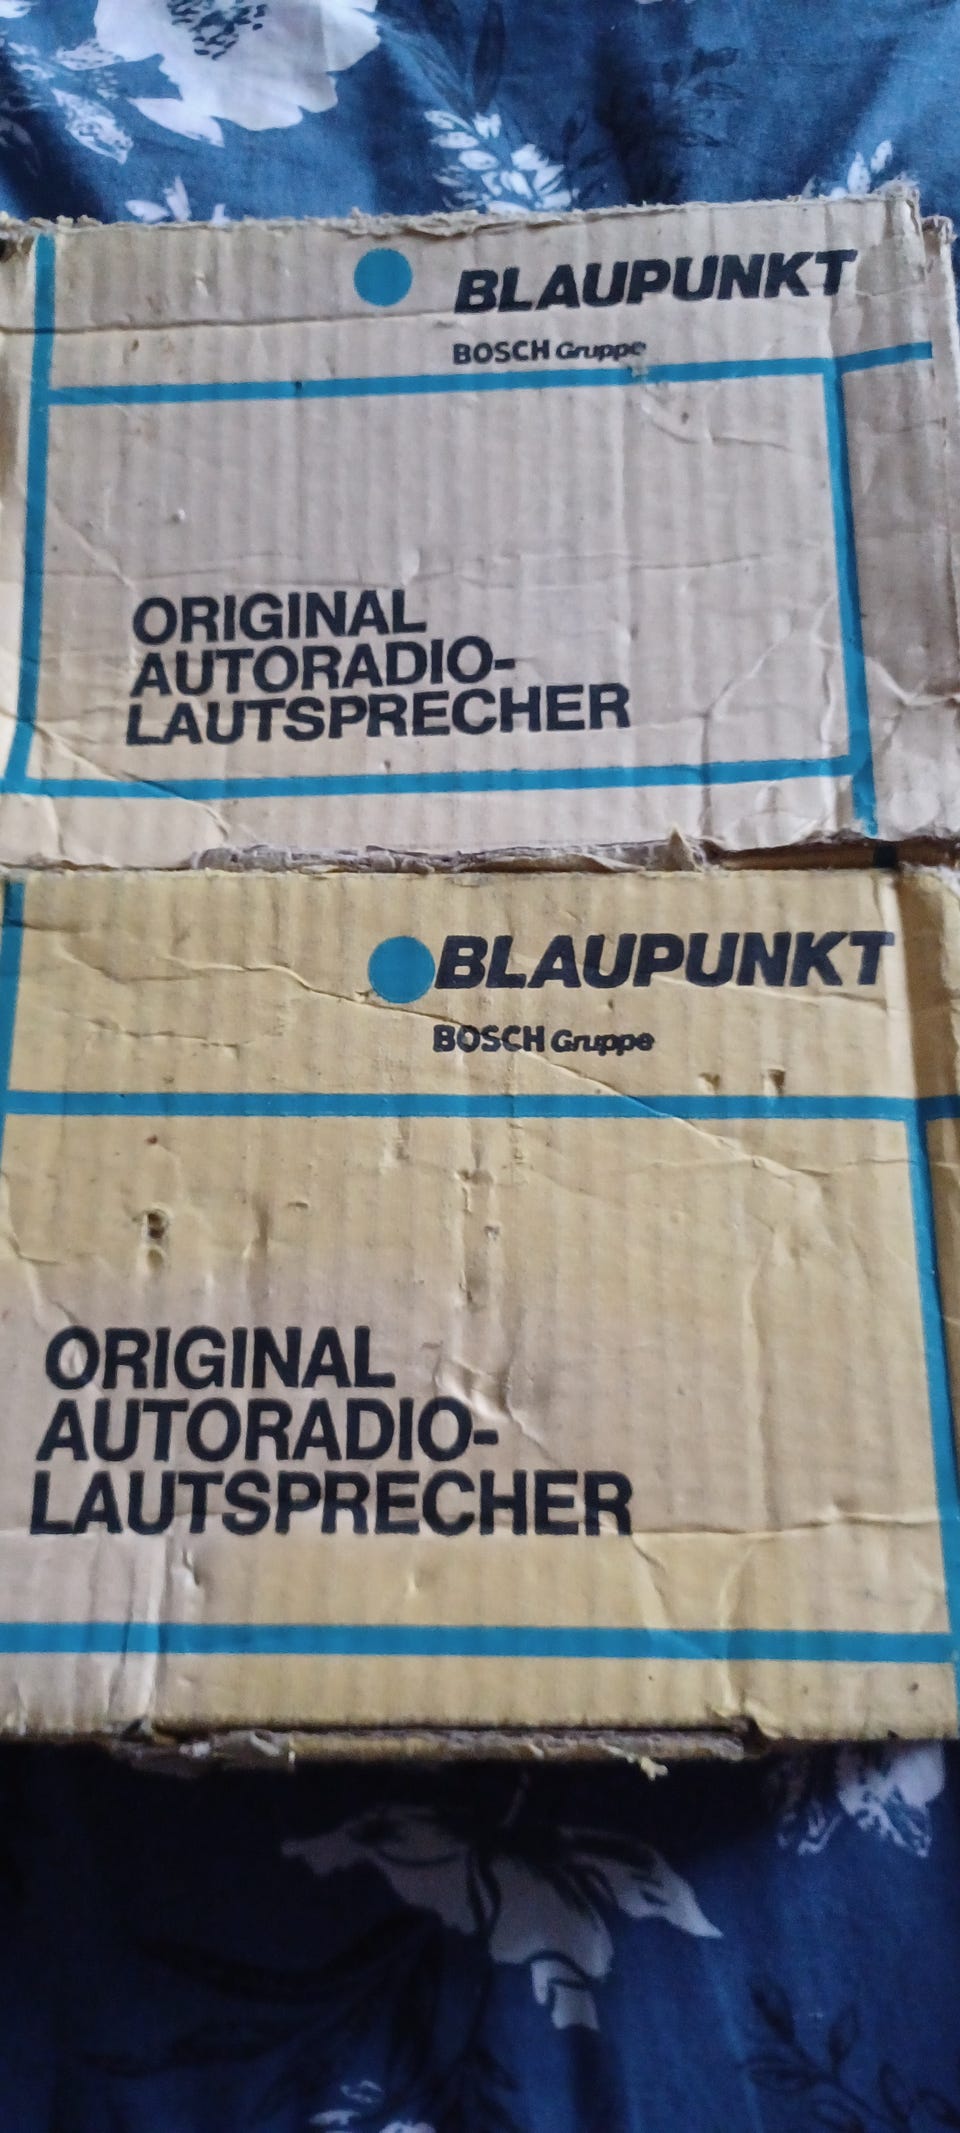 BLAUPUNKT
BOSCH Gruppe
ORIGINAL
AUTORADIO-
LAUTSPRECHER
BLAUPUNKT
BOSCH Gruppe
ORIGINAL
AUTORADIO-
LAUTSPRECHER